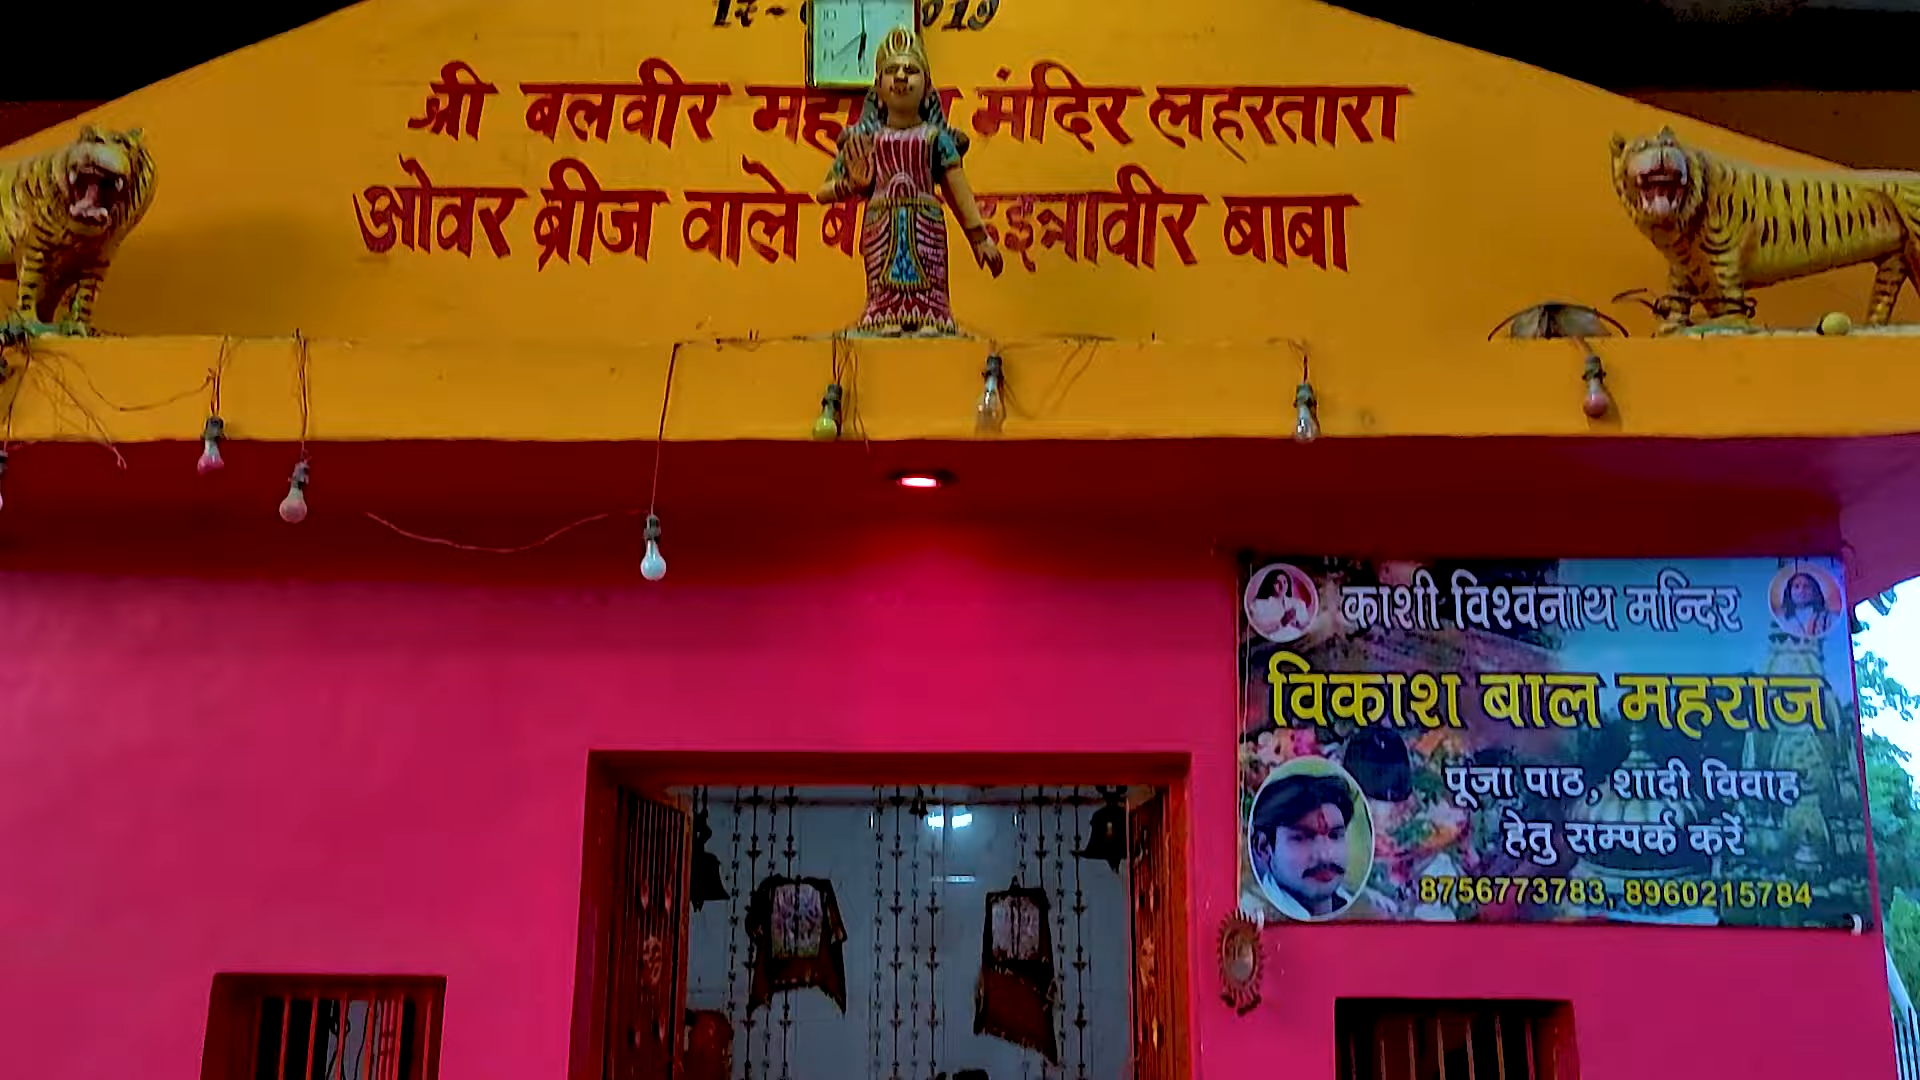 श्री बलवीर मंदिर लहरतारा
ओवर ब्रीज वाले बाबा
काशी विश्वनाथ मन्दिर
विकाश बाल महराज
पूजा पाठ, शादी विवाह
हेतु सम्पर्क करें
8756773783, 8960215784